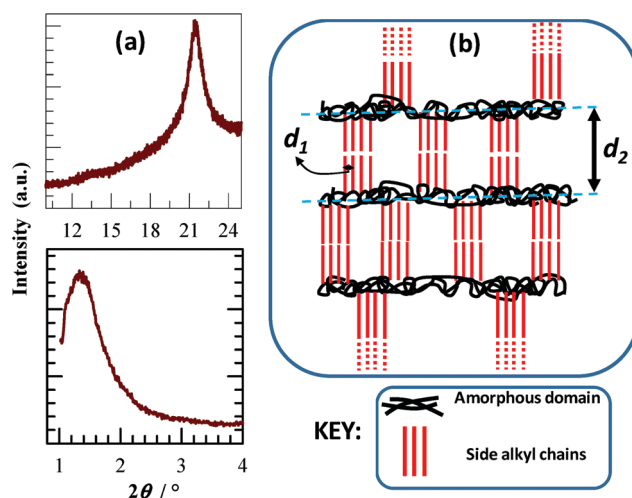 (a)
12 15 18 21 24
Intensity (a.u.)
1 2 3 4
2θ / °
(b)
d1
d2
KEY:
Amorphous domain
Side alkyl chains